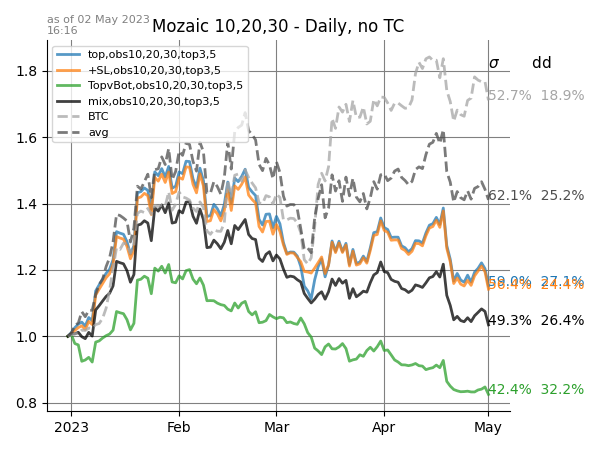 as of 02 May 2023
16:16
Mozaic 10,20,30 - Daily, no TC
σ dd
top,obs10,20,30,top3,5
+SL,obs10,20,30,top3,5
TopvBot,obs10,20,30,top3,5
mix,obs10,20,30,top3,5
BTC
avg
1.8
1.6
1.4
1.2
1.0
0.8
52.7% 18.9%
62.1% 25.2%
27.1%
24.4%
49.3% 26.4%
42.4% 32.2%
2023 Feb Mar Apr May